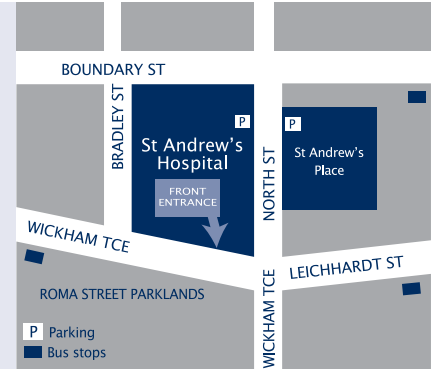 BOUNDARY ST
BRADLEY ST
P
P
St Andrew's
Hospital
St Andrew's
Place
NORTH ST
FRONT
ENTRANCE
WICKHAM TCE
LEICHHARDT ST
WICKHAM TCE
ROMA STREET PARKLANDS
P Parking
Bus stops